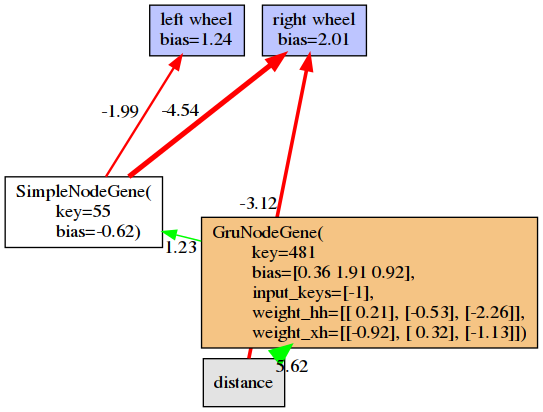 left wheel
bias=1.24
right wheel
bias=2.01
-1.99
-4.54
SimpleNodeGene(
key=55
bias=-0.62)
-3.12
1.23
GruNodeGene(
key=481
bias=[0.36 1.91 0.92],
input_keys=[-1],
weight_hh=[[ 0.21], [-0.53], [-2.26]],
weight_xh=[[-0.92], [ 0.32], [-1.13]])
5.62
distance